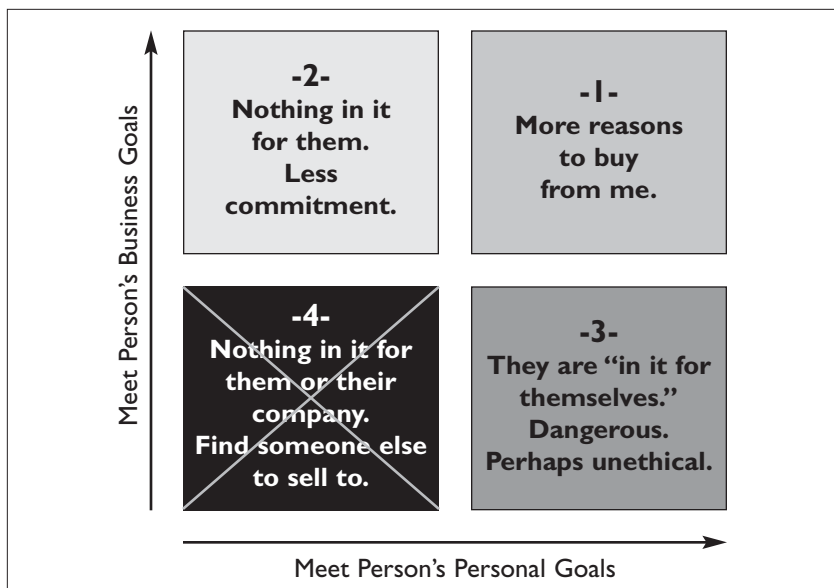 Meet Person’s Business Goals
-2-
Nothing in it
for them.
Less
commitment.
-1-
More reasons
to buy
from me.
-4-
Nothing in it for
them or their
company.
Find someone else
to sell to.
-3-
They are “in it for
themselves.”
Dangerous.
Perhaps unethical.
Meet Person’s Personal Goals